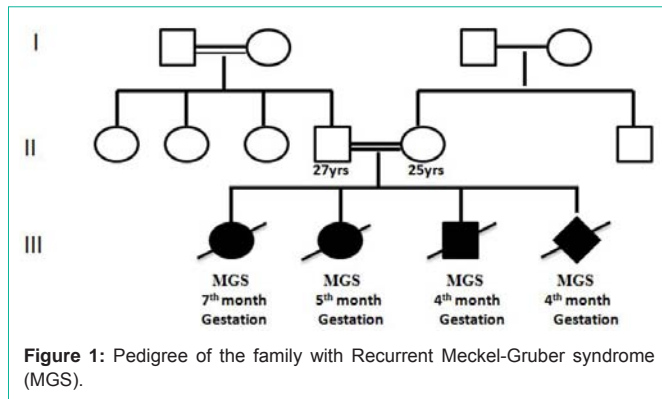 I
II
27yrs 25yrs
III
MGS MGS MGS MGS
7th month 5th month 4th month 4th month
Gestation Gestation Gestation Gestation
Figure 1: Pedigree of the family with Recurrent Meckel-Gruber syndrome
(MGS).